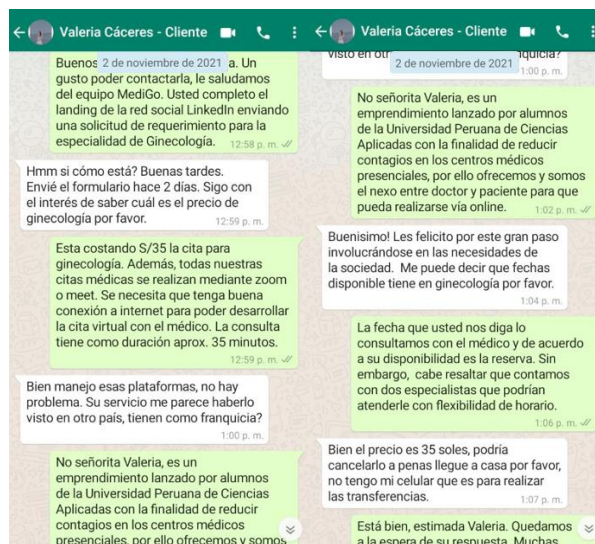 Valeria Cáceres - Cliente
Buenos
2 de noviembre de 2021
a. Un
gusto poder contactarla, le saludamos
del equipo MediGo. Usted completo el
landing de la red social LinkedIn enviando
una solicitud de requerimiento para la
especialidad de Ginecología. 12:58 p. m.
Hmm si cómo está? Buenas tardes.
Envié el formulario hace 2 días. Sigo con
el interés de saber cuál es el precio de
ginecología por favor. 12:59 p. m.
Esta costando S/35 la cita para
ginecología. Además, todas nuestras
citas médicas se realizan mediante zoom
o meet. Se necesita que tenga buena
conexión a internet para poder desarrollar
la cita virtual con el médico. La consulta
tiene como duración aprox. 35 minutos.
12:59 p. m.
Bien manejo esas plataformas, no hay
problema. Su servicio me parece haberlo
visto en otro país, tienen como franquicia?
1:00 p. m.
No señorita Valeria, es un
emprendimiento lanzado por alumnos
de la Universidad Peruana de Ciencias
Aplicadas con la finalidad de reducir
contagios en los centros médicos
presenciales, por ello ofrecemos y somos
Valeria Cáceres - Cliente
visto en otr
nquicia?
2 de noviembre de 2021
1:00 p. m.
No señorita Valeria, es un
emprendimiento lanzado por alumnos
de la Universidad Peruana de Ciencias
Aplicadas con la finalidad de reducir
contagios en los centros médicos
presenciales, por ello ofrecemos y somos
el nexo entre doctor y paciente para que
pueda realizarse vía online. 1:02 p. m.
Buenisimo! Les felicito por este gran paso
involucrándose en las necesidades de
la sociedad. Me puede decir que fechas
disponible tiene en ginecología por favor.
1:04 p. m.
La fecha que usted nos diga lo
consultamos con el médico y de acuerdo
a su disponibilidad es la reserva. Sin
embargo, cabe resaltar que contamos
con dos especialistas que podrían
atenderle con flexibilidad de horario.
1:06 p. m.
Bien el precio es 35 soles, podría
cancelarlo a penas llegue a casa por favor,
no tengo mi celular que es para realizar
las transferencias. 1:07 p. m.
Está bien, estimada Valeria. Quedamos
a la espera de su respuesta. Muchas